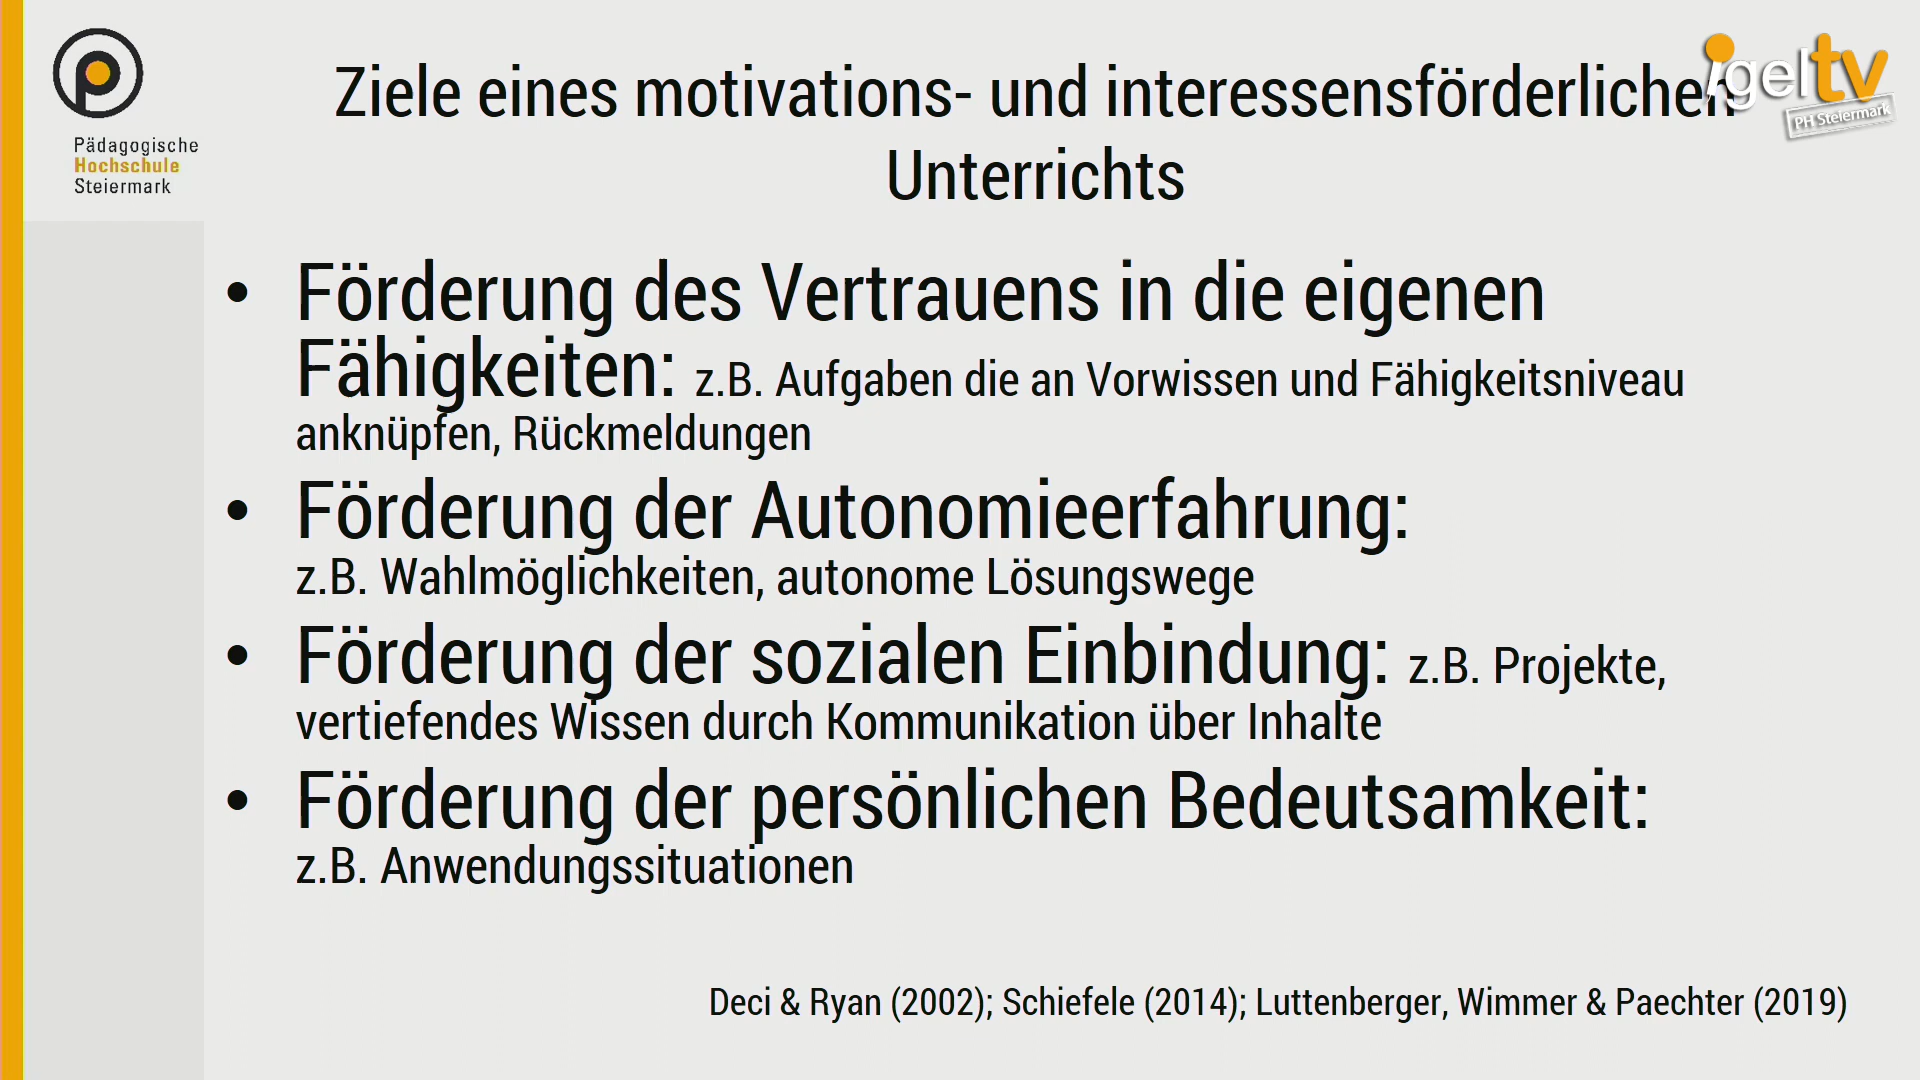 Pädagogische
Hochschule
Steiermark
igeltv
PH Steiermark
Ziele eines motivations- und interessensförderlichen
Unterrichts
• Förderung des Vertrauens in die eigenen
Fähigkeiten: z.B. Aufgaben die an Vorwissen und Fähigkeitsniveau
anknüpfen, Rückmeldungen
• Förderung der Autonomieerfahrung:
z.B. Wahlmöglichkeiten, autonome Lösungswege
• Förderung der sozialen Einbindung: z.B. Projekte,
vertiefendes Wissen durch Kommunikation über Inhalte
• Förderung der persönlichen Bedeutsamkeit:
z.B. Anwendungssituationen
Deci & Ryan (2002); Schiefele (2014); Luttenberger, Wimmer & Paechter (2019)